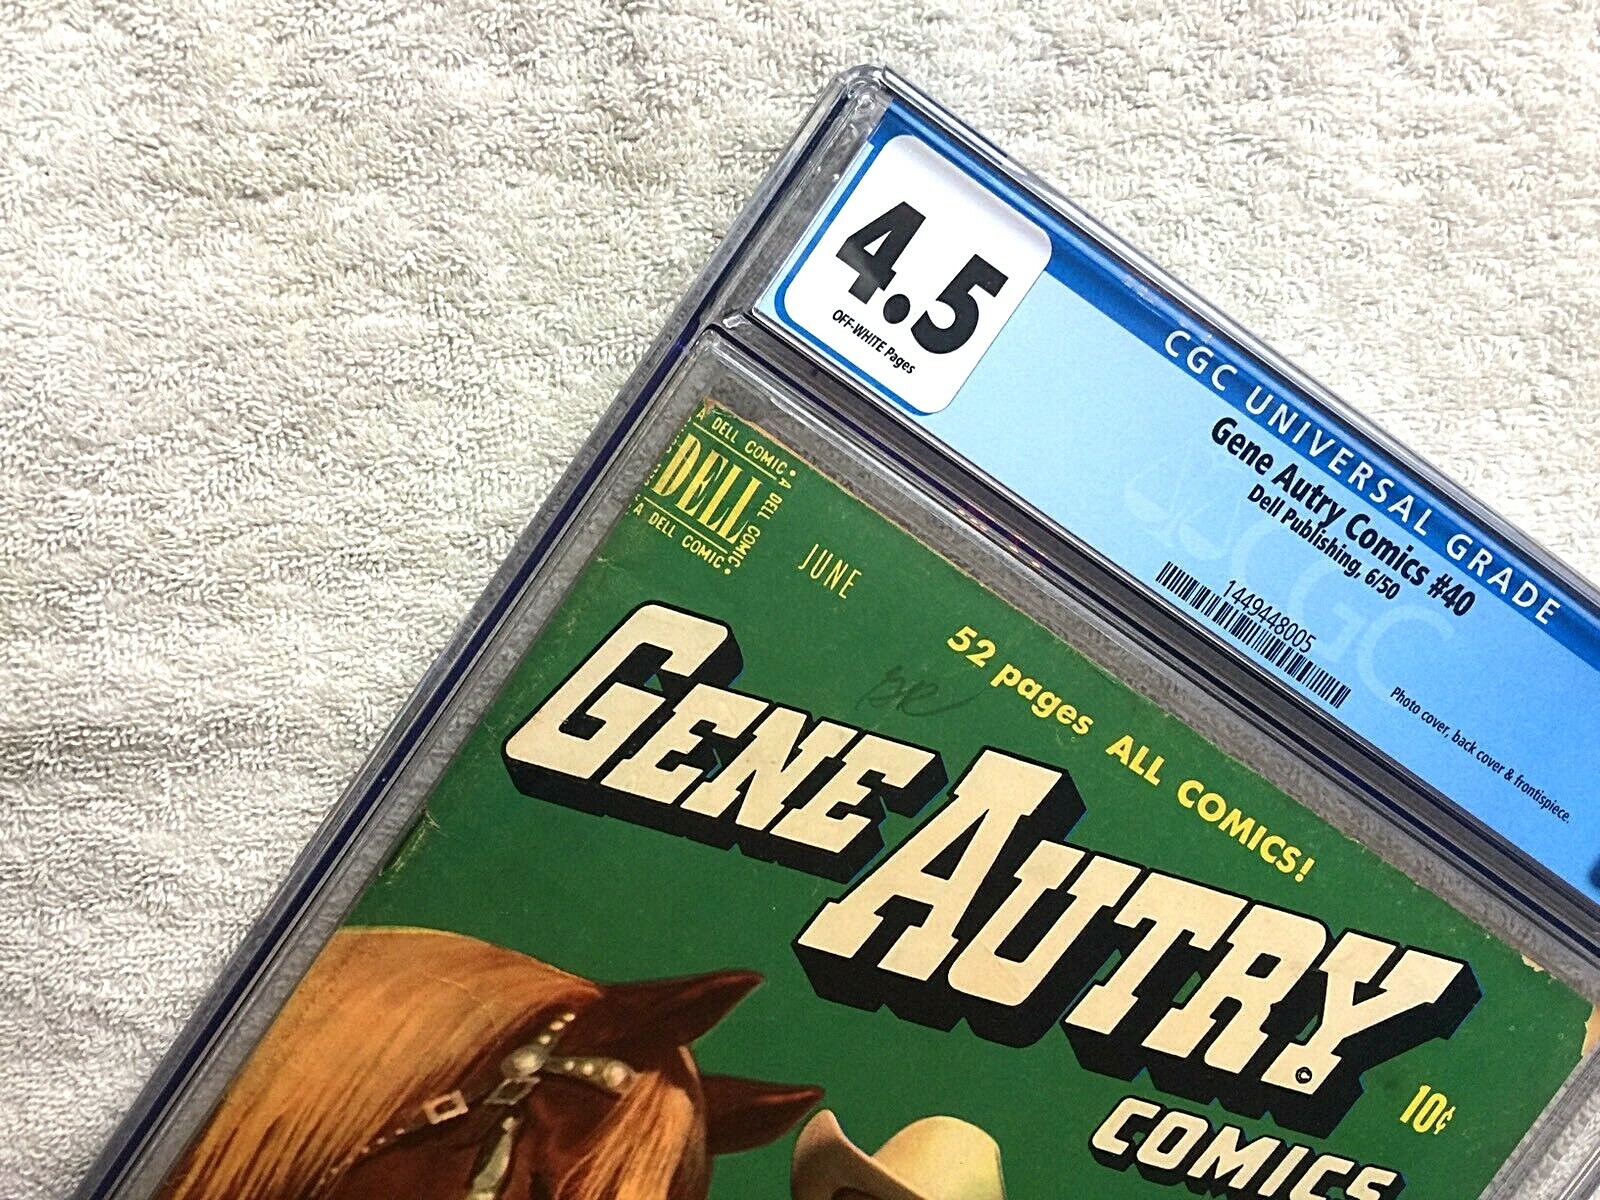 CGC UNIVERSAL GRADE
4.5
OFF-WHITE Pages
Gene Autry Comics #40
Dell Publishing, 6/50
1449448005
Photo cover, back cover & frontispiece.
CGC
A DELL COMIC • A DELL COMIC
DELL
A DELL COMIC •
JUNE
52 pages ALL COMICS!
GENE AUTRY
COMICS
10¢